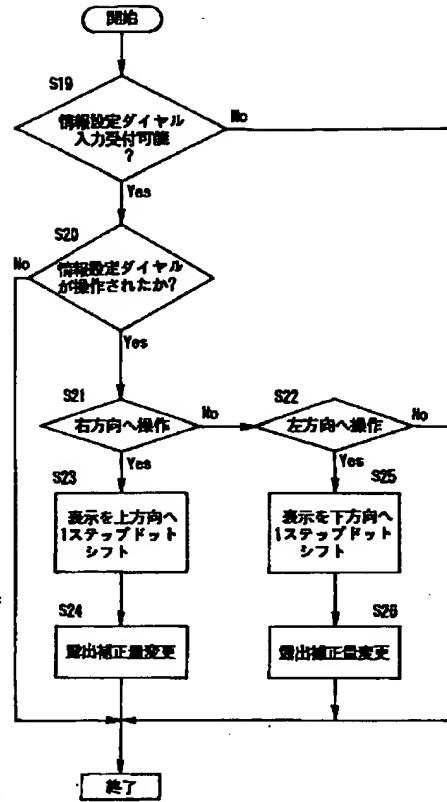 開始
S19
情報設定ダイヤル
入力受付可能
?
No
Yes
S20
情報設定ダイヤル
が操作されたか?
No
Yes
S21
右方向へ操作
No
Yes
S22
左方向へ操作
No
Yes
S23
表示を上方向へ
1ステップドット
シフト
S25
表示を下方向へ
1ステップドット
シフト
S24
露出補正量変更
S26
露出補正量変更
終了